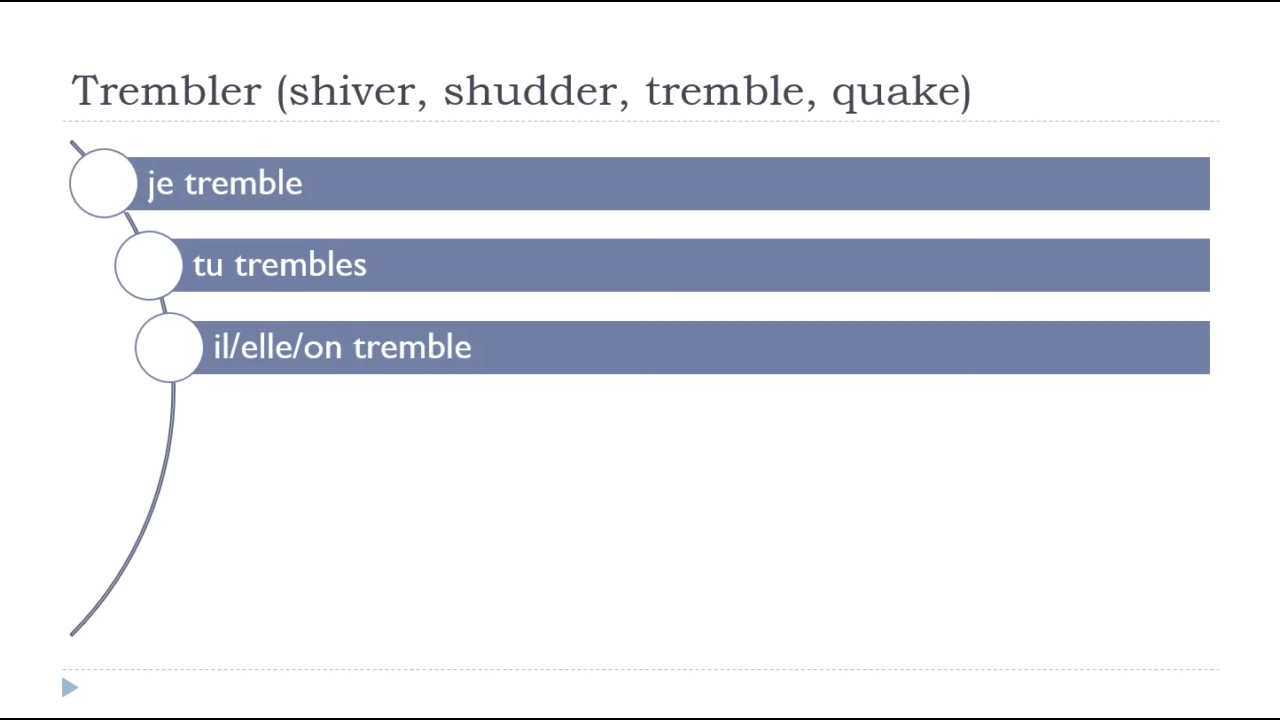 Trembler (shiver, shudder, tremble, quake)
je tremble
tu trembles
il/elle/on tremble